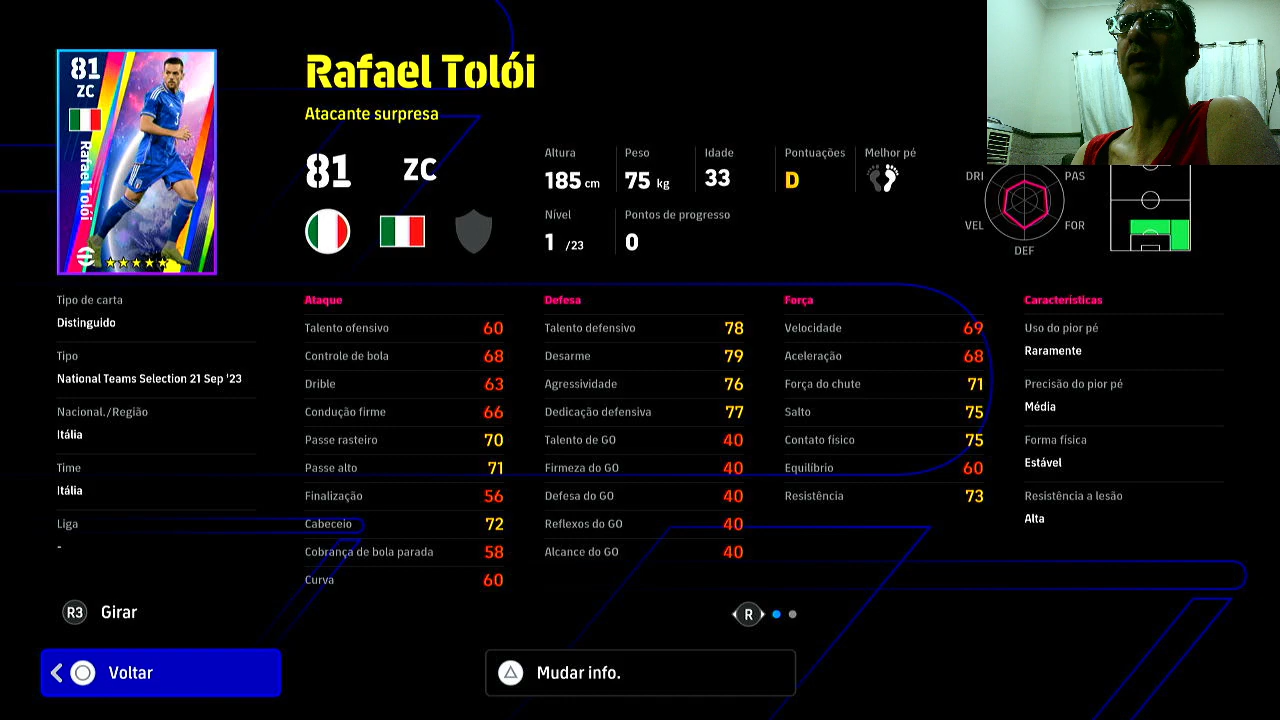 81
ZC
Rafael Tolói
Rafael Tolói
Atacante surpresa
81 ZC
Altura
185 cm
Peso
75 kg
Idade
33
Pontuações
D
Melhor pé
Nível
1 /23
Pontos de progresso
0
DRI PAS
VEL FOR
DEF
Tipo de carta
Distinguido
Tipo
National Teams Selection 21 Sep '23
Nacional./Região
Itália
Time
Itália
Liga
-
Ataque
Talento ofensivo 60
Controle de bola 68
Drible 63
Condução firme 66
Passe rasteiro 70
Passe alto 71
Finalização 56
Cabeceio 72
Cobrança de bola parada 58
Curva 60
Defesa
Talento defensivo 78
Desarme 79
Agressividade 76
Dedicação defensiva 77
Talento de GO 40
Firmeza do GO 40
Defesa do GO 40
Reflexos do GO 40
Alcance do GO 40
Força
Velocidade 69
Aceleração 68
Força do chute 71
Salto 75
Contato físico 75
Equilíbrio 60
Resistência 73
Características
Uso do pior pé
Raramente
Precisão do pior pé
Média
Forma física
Estável
Resistência a lesão
Alta
R3 Girar
R
Voltar
Mudar info.